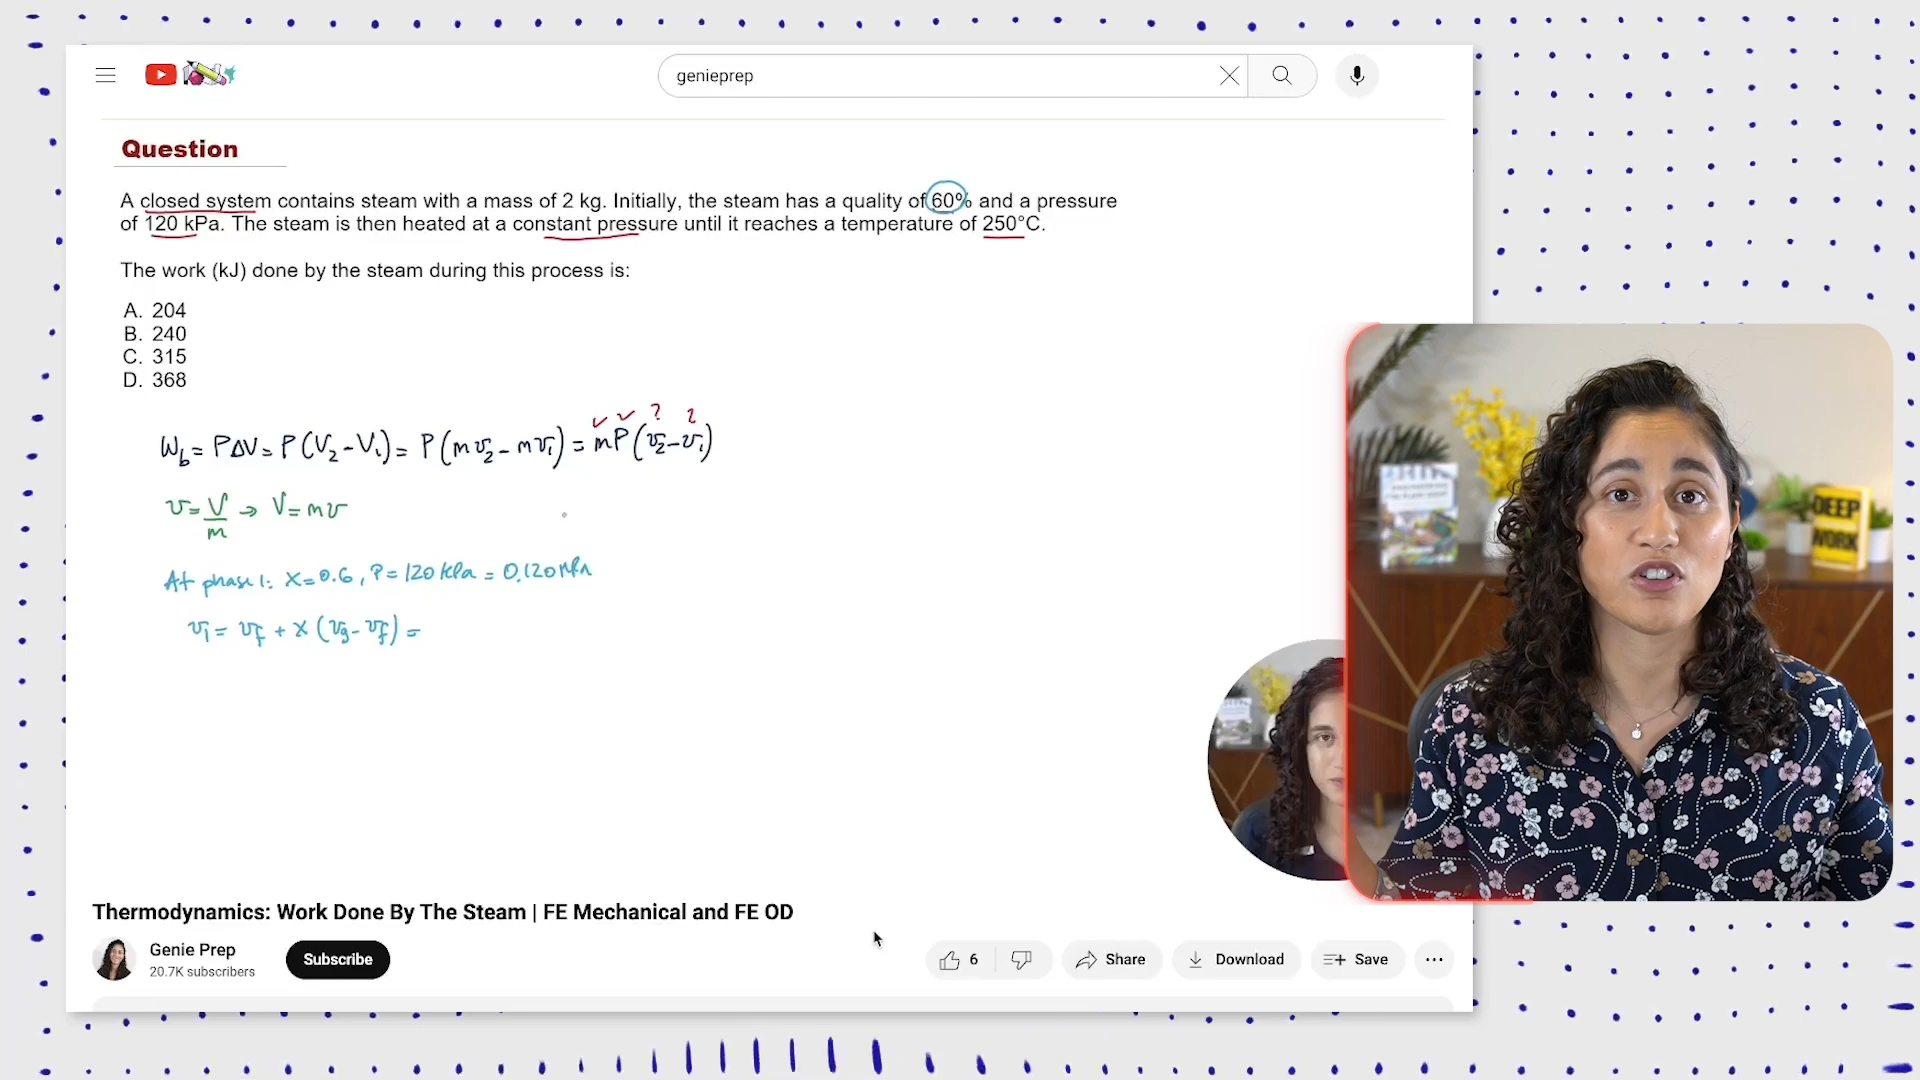 genieprep
Question
A closed system contains steam with a mass of 2 kg. Initially, the steam has a quality of 60% and a pressure
of 120 kPa. The steam is then heated at a constant pressure until it reaches a temperature of 250°C.
The work (kJ) done by the steam during this process is:
A. 204
B. 240
C. 315
D. 368
✓ ✓ ? ?
W_b = PΔV = P(V₂-V₁) = P(mv₂ - mv₁) = mP(v₂-v₁)
v = V/m → V = mv
At phase 1: x = 0.6, P = 120 kPa = 0.120 MPa
v₁ = v_f + x (v_g - v_f) =
DEEP
WORK
Thermodynamics: Work Done By The Steam | FE Mechanical and FE OD
Genie Prep
20.7K subscribers
Subscribe
6
Share
Download
Save